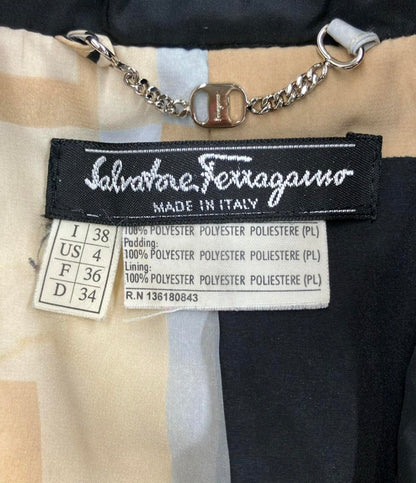 Salvatore Ferragamo
MADE IN ITALY
I 38
US 4
F 36
D 34
100% POLYESTER POLYESTER POLIESTERE (PL)
Padding:
100% POLYESTER POLYESTER POLIESTERE (PL)
Lining:
100% POLYESTER POLYESTER POLIESTERE (PL)
R.N 136180843